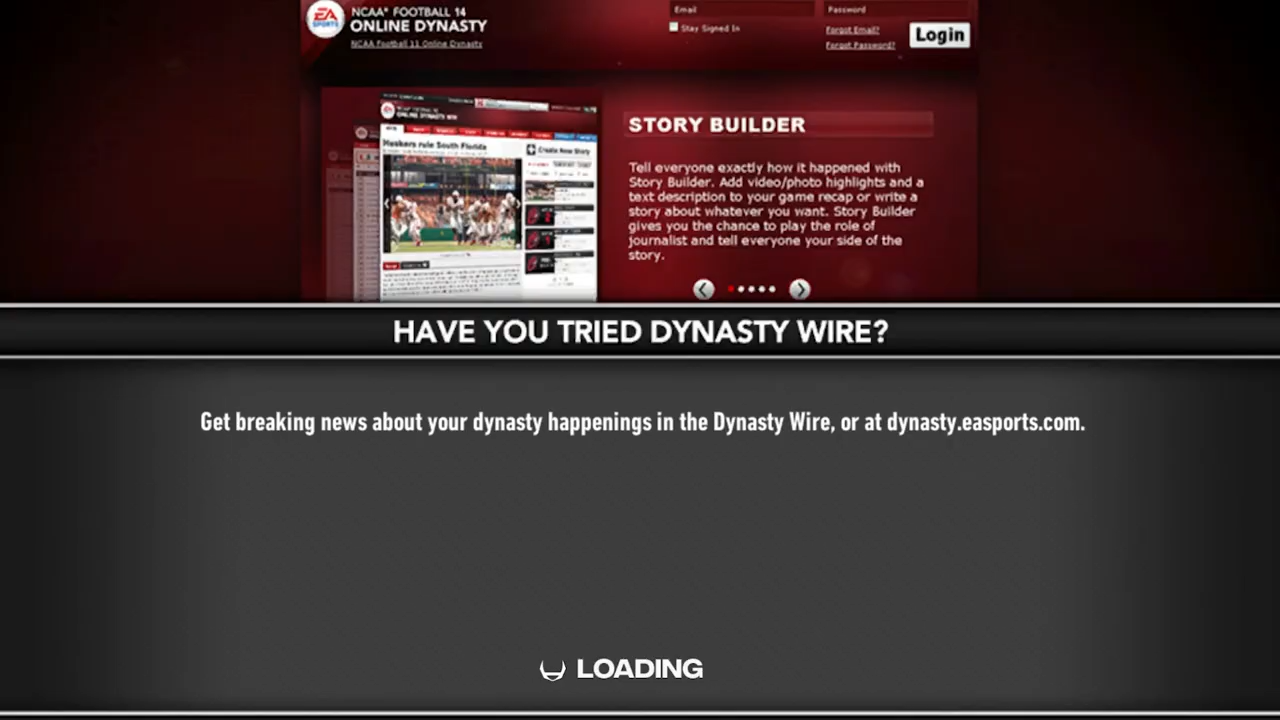 EA
SPORTS
NCAA® FOOTBALL 14
ONLINE DYNASTY
NCAA Football 11 Online Dynasty
Email
Password
Stay Signed In
Forgot Email?
Forgot Password?
Login
Huskers rule South Florida
Create New Story
STORY BUILDER
Tell everyone exactly how it happened with
Story Builder. Add video/photo highlights and a
text description to your game recap or write a
story about whatever you want. Story Builder
gives you the chance to play the role of
journalist and tell everyone your side of the
story.
HAVE YOU TRIED DYNASTY WIRE?
Get breaking news about your dynasty happenings in the Dynasty Wire, or at dynasty.easports.com.
LOADING